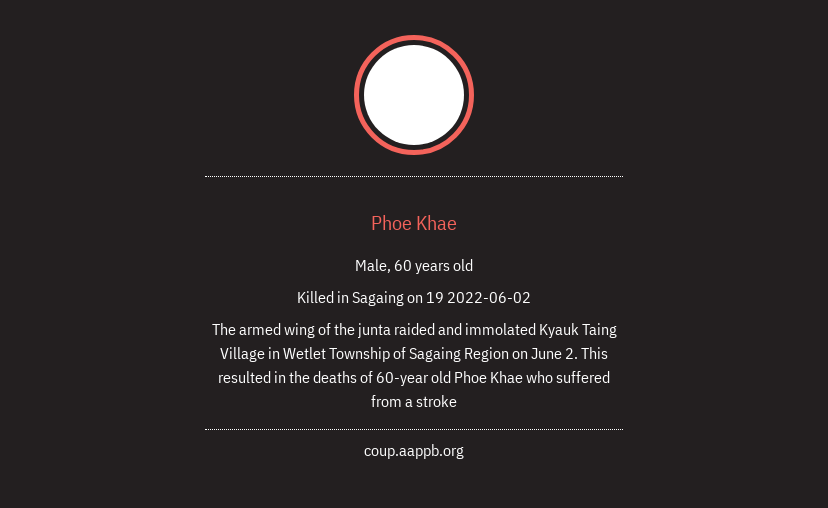 Phoe Khae
Male, 60 years old
Killed in Sagaing on 19 2022-06-02
The armed wing of the junta raided and immolated Kyauk Taing
Village in Wetlet Township of Sagaing Region on June 2. This
resulted in the deaths of 60-year old Phoe Khae who suffered
from a stroke
coup.aappb.org